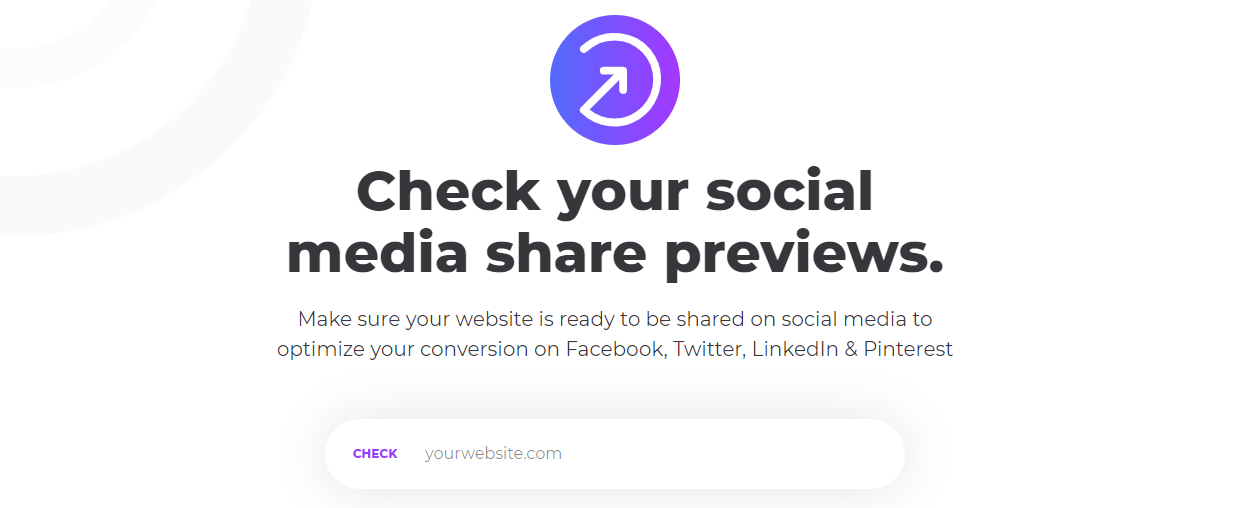 Check your social
media share previews.
Make sure your website is ready to be shared on social media to
optimize your conversion on Facebook, Twitter, LinkedIn & Pinterest
CHECK yourwebsite.com